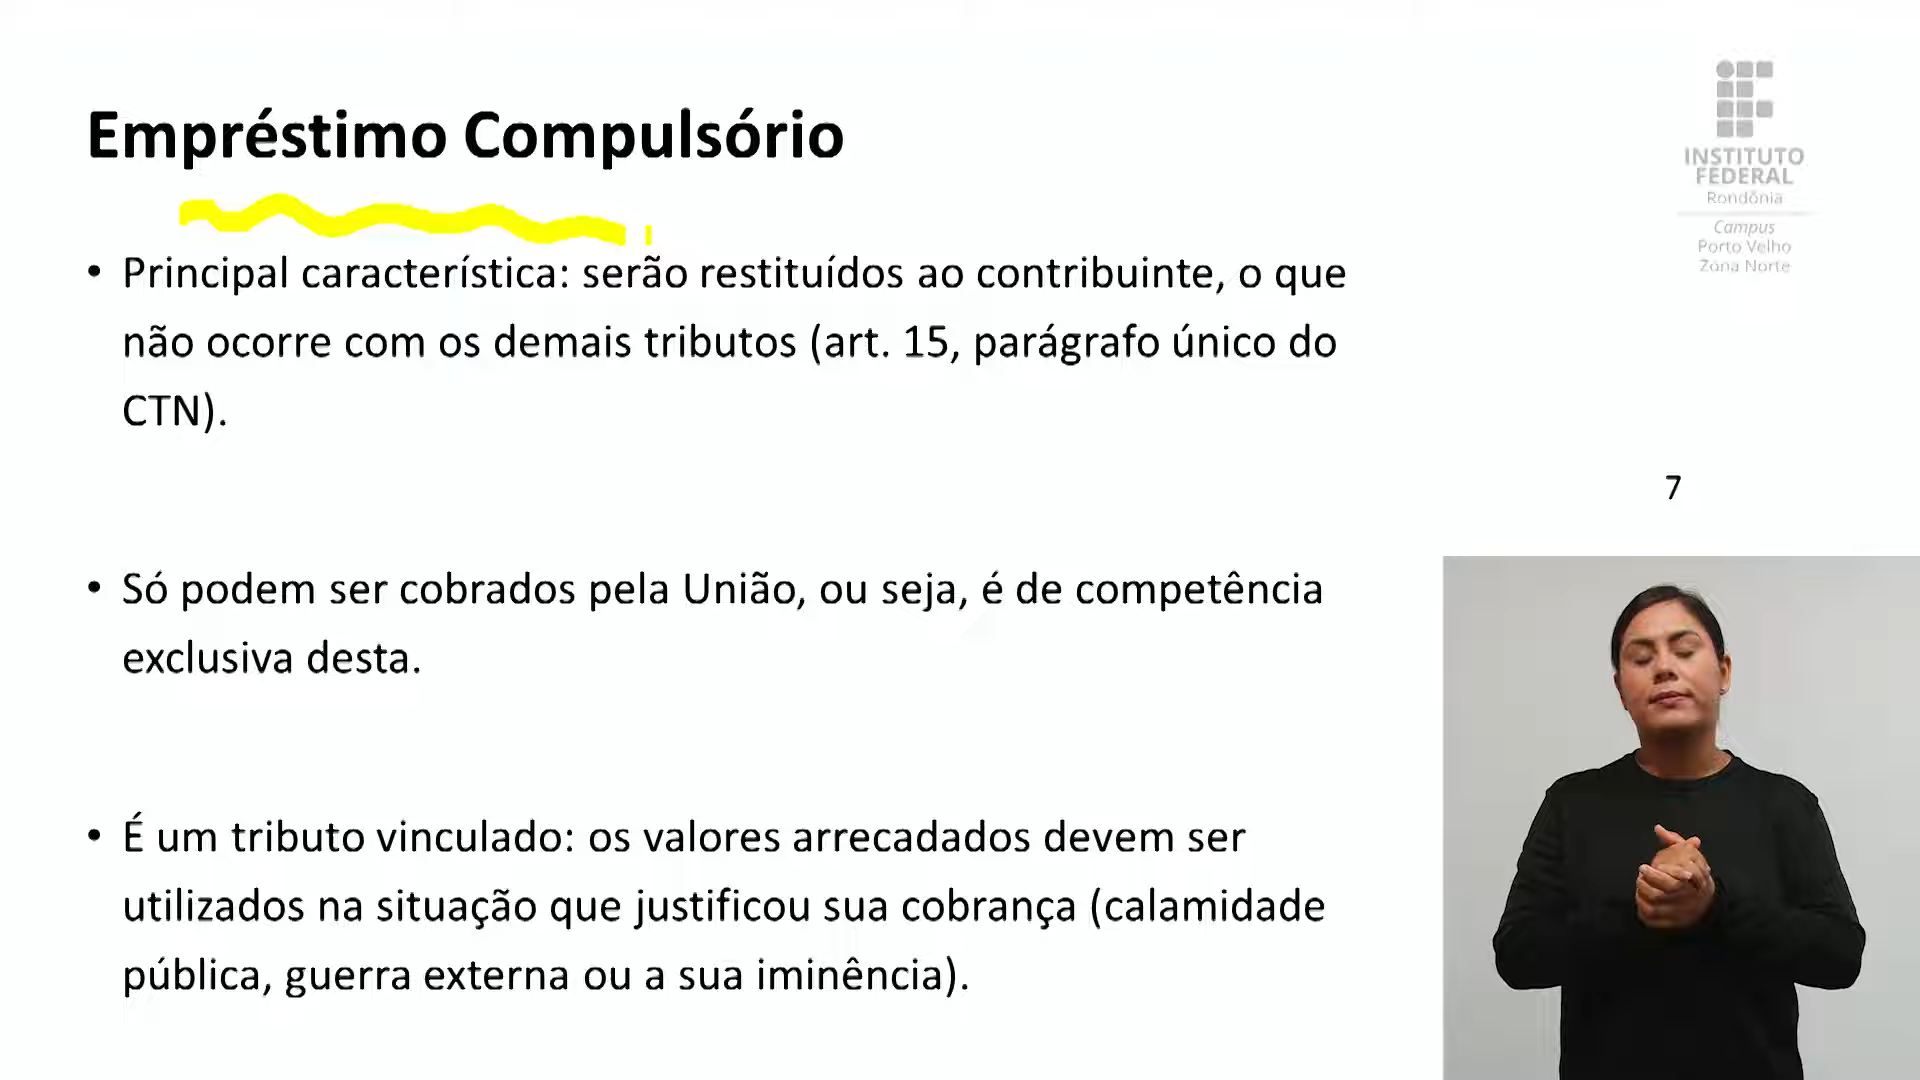 Empréstimo Compulsório
• Principal característica: serão restituídos ao contribuinte, o que
não ocorre com os demais tributos (art. 15, parágrafo único do
CTN).
• Só podem ser cobrados pela União, ou seja, é de competência
exclusiva desta.
• É um tributo vinculado: os valores arrecadados devem ser
utilizados na situação que justificou sua cobrança (calamidade
pública, guerra externa ou a sua iminência).
INSTITUTO
FEDERAL
Rondônia
Campus
Porto Velho
Zona Norte
7